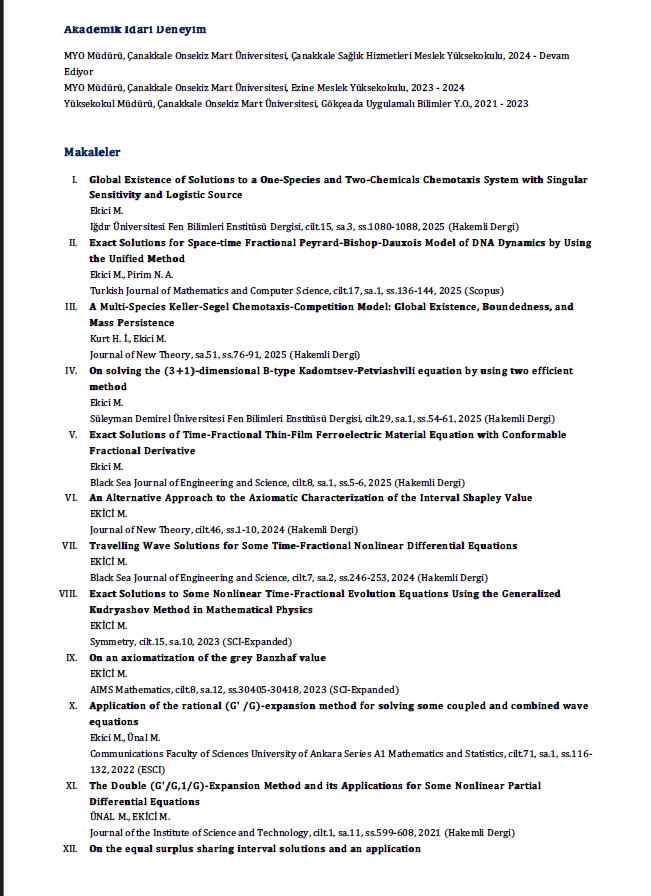 Akademik İdari Deneyim
MYO Müdürü, Çanakkale Onsekiz Mart Üniversitesi, Çanakkale Sağlık Hizmetleri Meslek Yüksekokulu, 2024 - Devam
Ediyor
MYO Müdürü, Çanakkale Onsekiz Mart Üniversitesi, Ezine Meslek Yüksekokulu, 2023 - 2024
Yüksekokul Müdürü, Çanakkale Onsekiz Mart Üniversitesi, Gökçeada Uygulamalı Bilimler Y.O., 2021 - 2023
Makaleler
I. Global Existence of Solutions to a One-Species and Two-Chemicals Chemotaxis System with Singular
Sensitivity and Logistic Source
Ekici M.
Iğdır Üniversitesi Fen Bilimleri Enstitüsü Dergisi, cilt.15, sa.3, ss.1080-1088, 2025 (Hakemli Dergi)
II. Exact Solutions for Space-time Fractional Peyrard-Bishop-Dauxois Model of DNA Dynamics by Using
the Unified Method
Ekici M., Pirim N. A.
Turkish Journal of Mathematics and Computer Science, cilt.17, sa.1, ss.136-144, 2025 (Scopus)
III. A Multi-Species Keller-Segel Chemotaxis-Competition Model: Global Existence, Boundedness, and
Mass Persistence
Kurt H. İ., Ekici M.
Journal of New Theory, sa.51, ss.76-91, 2025 (Hakemli Dergi)
IV. On solving the (3+1)-dimensional B-type Kadomtsev-Petviashvili equation by using two efficient
method
Ekici M.
Süleyman Demirel Üniversitesi Fen Bilimleri Enstitüsü Dergisi, cilt.29, sa.1, ss.54-61, 2025 (Hakemli Dergi)
V. Exact Solutions of Time-Fractional Thin-Film Ferroelectric Material Equation with Conformable
Fractional Derivative
Ekici M.
Black Sea Journal of Engineering and Science, cilt.8, sa.1, ss.5-6, 2025 (Hakemli Dergi)
VI. An Alternative Approach to the Axiomatic Characterization of the Interval Shapley Value
EKİCİ M.
Journal of New Theory, cilt.46, ss.1-10, 2024 (Hakemli Dergi)
VII. Travelling Wave Solutions for Some Time-Fractional Nonlinear Differential Equations
EKİCİ M.
Black Sea Journal of Engineering and Science, cilt.7, sa.2, ss.246-253, 2024 (Hakemli Dergi)
VIII. Exact Solutions to Some Nonlinear Time-Fractional Evolution Equations Using the Generalized
Kudryashov Method in Mathematical Physics
EKİCİ M.
Symmetry, cilt.15, sa.10, 2023 (SCI-Expanded)
IX. On an axiomatization of the grey Banzhaf value
EKİCİ M.
AIMS Mathematics, cilt.8, sa.12, ss.30405-30418, 2023 (SCI-Expanded)
X. Application of the rational (G' /G)-expansion method for solving some coupled and combined wave
equations
Ekici M., Ünal M.
Communications Faculty of Sciences University of Ankara Series A1 Mathematics and Statistics, cilt.71, sa.1, ss.116-
132, 2022 (ESCI)
XI. The Double (G'/G,1/G)-Expansion Method and its Applications for Some Nonlinear Partial
Differential Equations
ÜNAL M., EKİCİ M.
Journal of the Institute of Science and Technology, cilt.1, sa.11, ss.599-608, 2021 (Hakemli Dergi)
XII. On the equal surplus sharing interval solutions and an application